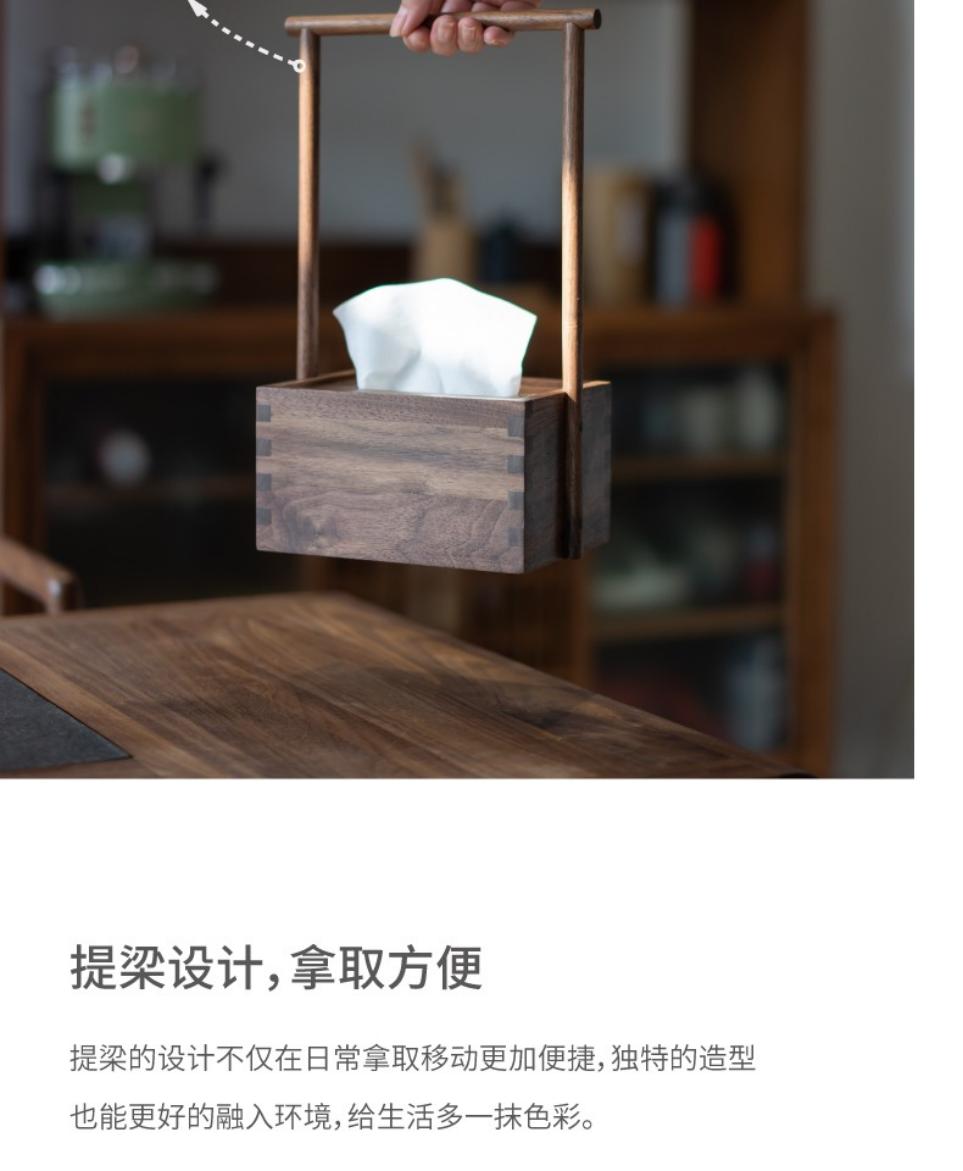 提梁设计，拿取方便
提梁的设计不仅在日常拿取移动更加便捷，独特的造型
也能更好的融入环境，给生活多一抹色彩。